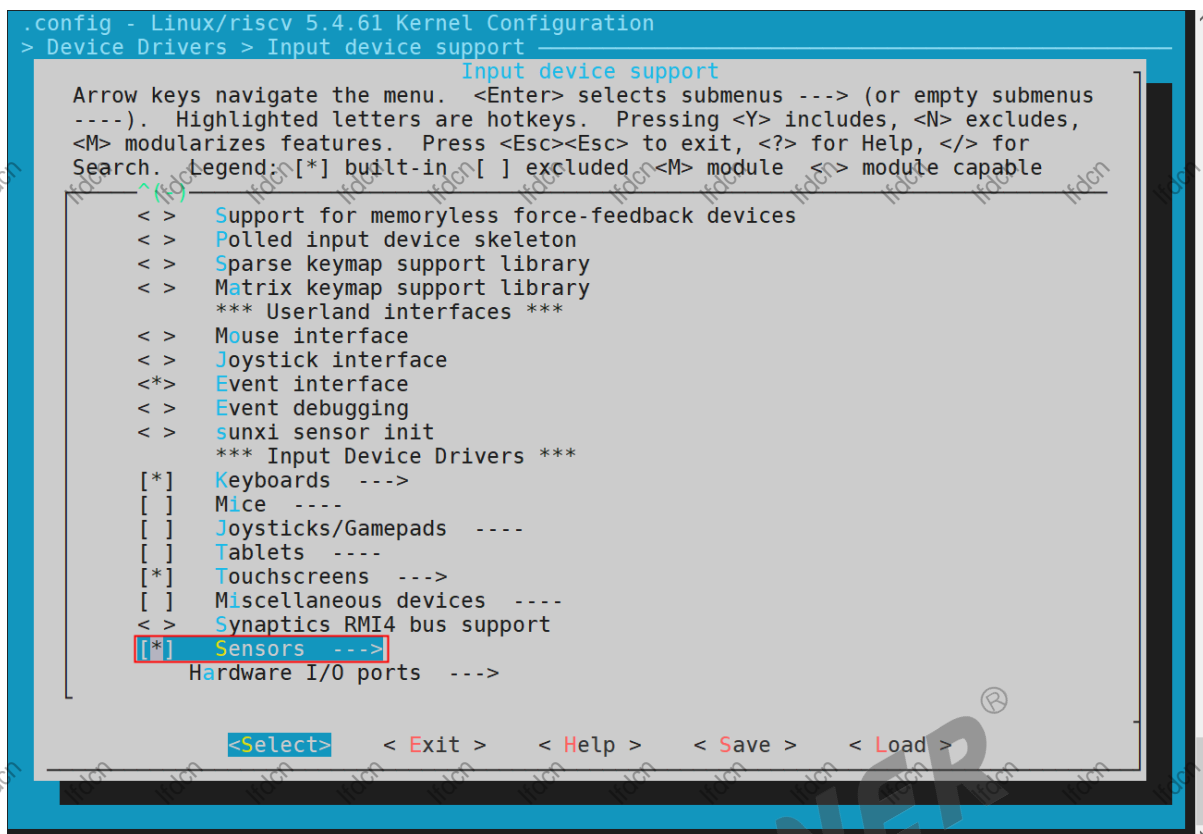 .config - Linux/riscv 5.4.61 Kernel Configuration
> Device Drivers > Input device support
Input device support
Arrow keys navigate the menu.  <Enter> selects submenus ---> (or empty submenus
----).  Highlighted letters are hotkeys.  Pressing <Y> includes, <N> excludes,
<M> modularizes features.  Press <Esc><Esc> to exit, <?> for Help, </> for
Search.  Legend: [*] built-in  [ ] excluded  <M> module  < > module capable
^(-)
< >   Support for memoryless force-feedback devices
< >   Polled input device skeleton
< >   Sparse keymap support library
< >   Matrix keymap support library
*** Userland interfaces ***
< >   Mouse interface
< >   Joystick interface
<*>   Event interface
< >   Event debugging
< >   sunxi sensor init
*** Input Device Drivers ***
[*]   Keyboards  --->
[ ]   Mice  ----
[ ]   Joysticks/Gamepads  ----
[ ]   Tablets  ----
[*]   Touchscreens  --->
[ ]   Miscellaneous devices  ----
< >   Synaptics RMI4 bus support
[*]   Sensors  --->
Hardware I/O ports  --->
<Select>    < Exit >    < Help >    < Save >    < Load >